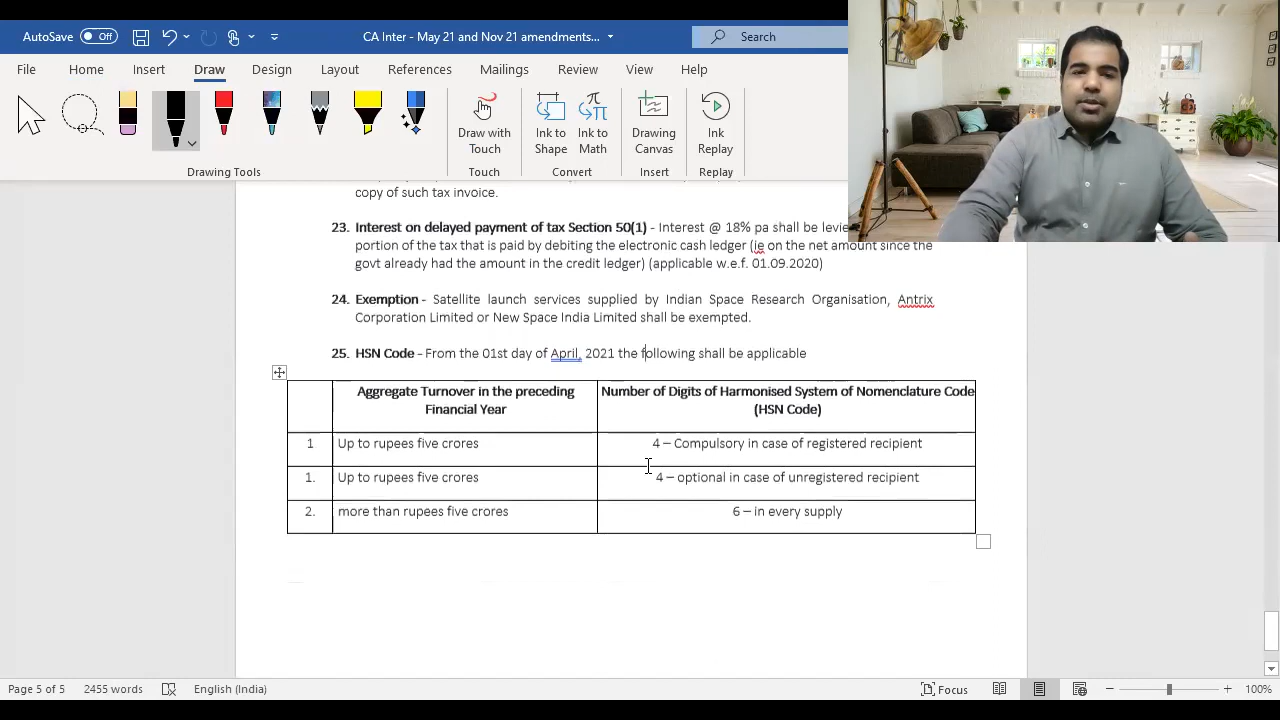 AutoSave Off CA Inter - May 21 and Nov 21 amendments... Search
File Home Insert Draw Design Layout References Mailings Review View Help
Draw with Touch
Ink to Shape
Ink to Math
Drawing Canvas
Ink Replay
Drawing Tools Touch Convert Insert Replay
copy of such tax invoice.
23. Interest on delayed payment of tax Section 50(1) - Interest @ 18% pa shall be levie
portion of the tax that is paid by debiting the electronic cash ledger (ie on the net amount since the
govt already had the amount in the credit ledger) (applicable w.e.f. 01.09.2020)
24. Exemption - Satellite launch services supplied by Indian Space Research Organisation, Antrix
Corporation Limited or New Space India Limited shall be exempted.
25. HSN Code - From the 01st day of April, 2021 the following shall be applicable
Aggregate Turnover in the preceding Financial Year Number of Digits of Harmonised System of Nomenclature Code (HSN Code)
1 Up to rupees five crores 4 – Compulsory in case of registered recipient
1. Up to rupees five crores 4 – optional in case of unregistered recipient
2. more than rupees five crores 6 – in every supply
Page 5 of 5 2455 words English (India) Focus 100%